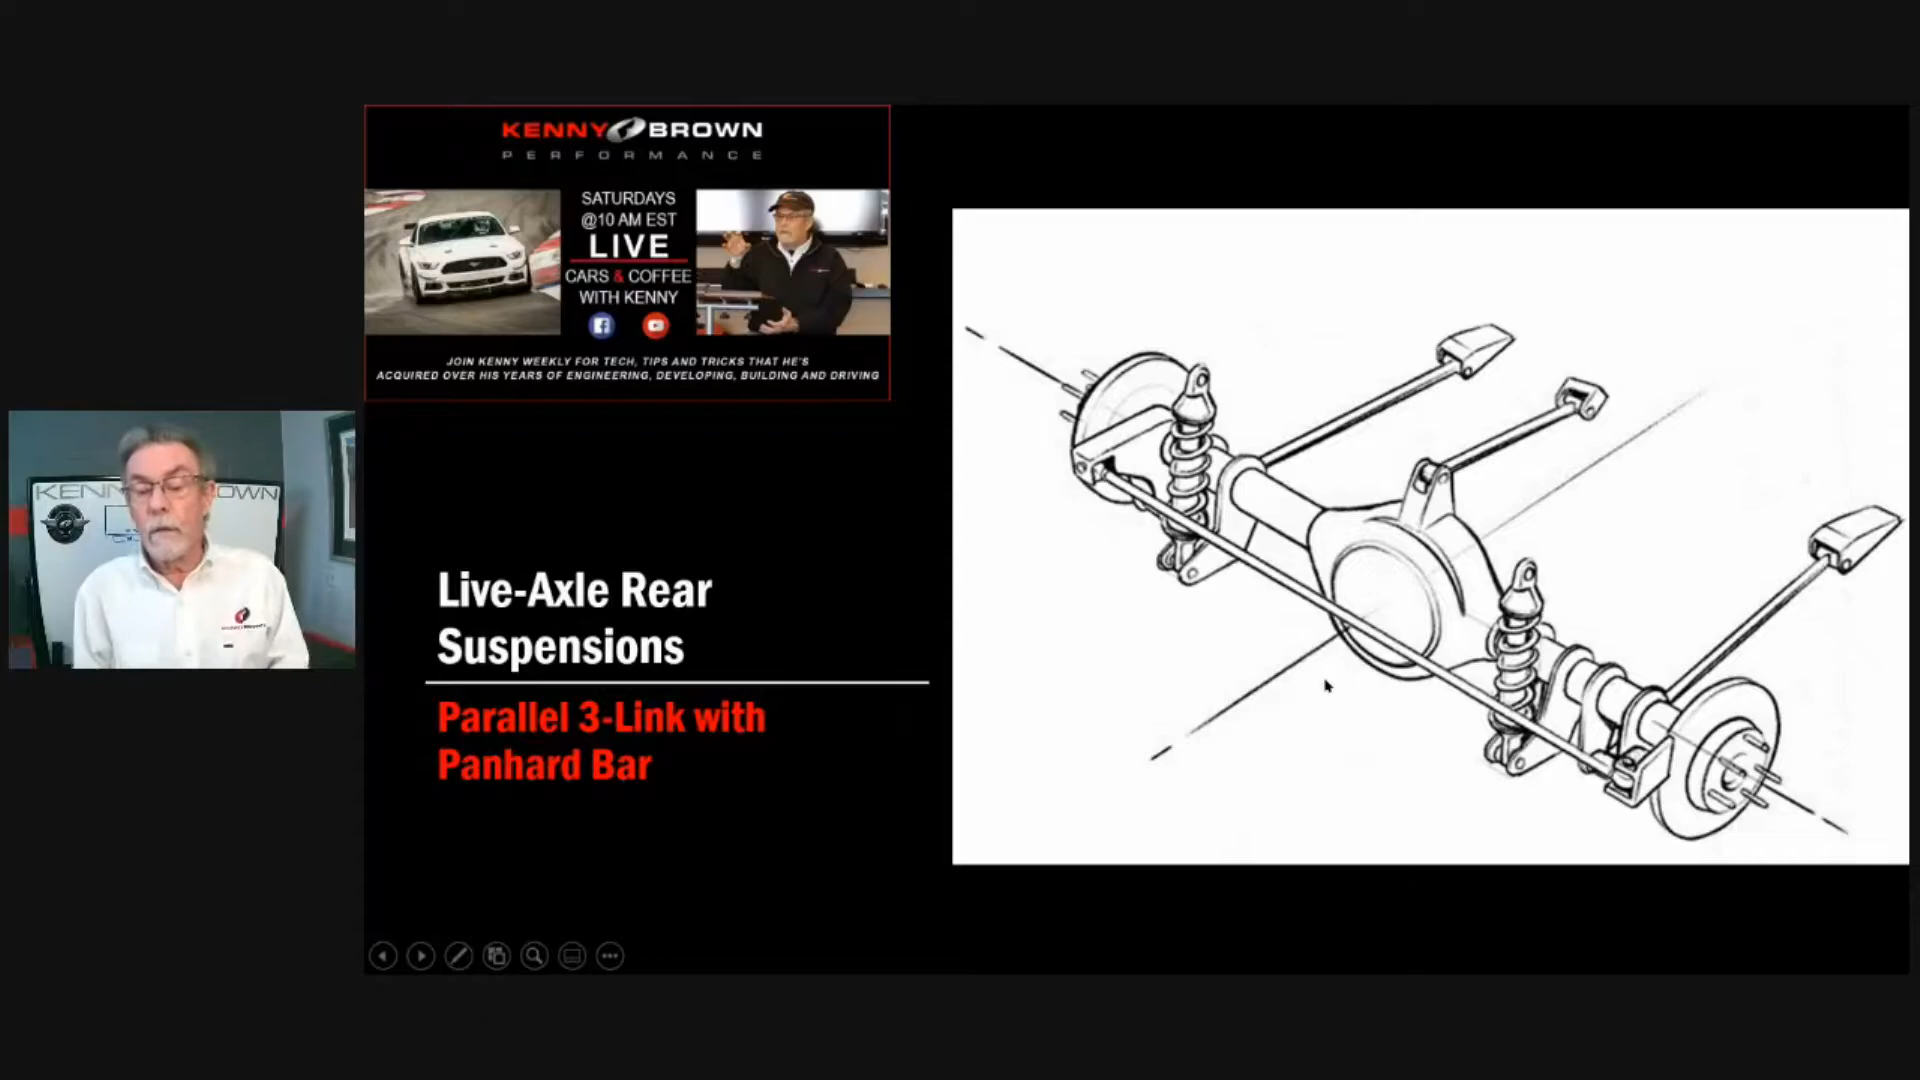 KENNY BROWN
PERFORMANCE
SATURDAYS
@10 AM EST
LIVE
CARS & COFFEE
WITH KENNY
JOIN KENNY WEEKLY FOR TECH, TIPS AND TRICKS THAT HE'S
ACQUIRED OVER HIS YEARS OF ENGINEERING, DEVELOPING, BUILDING AND DRIVING
KENN OWN
Live-Axle Rear
Suspensions
Parallel 3-Link with
Panhard Bar